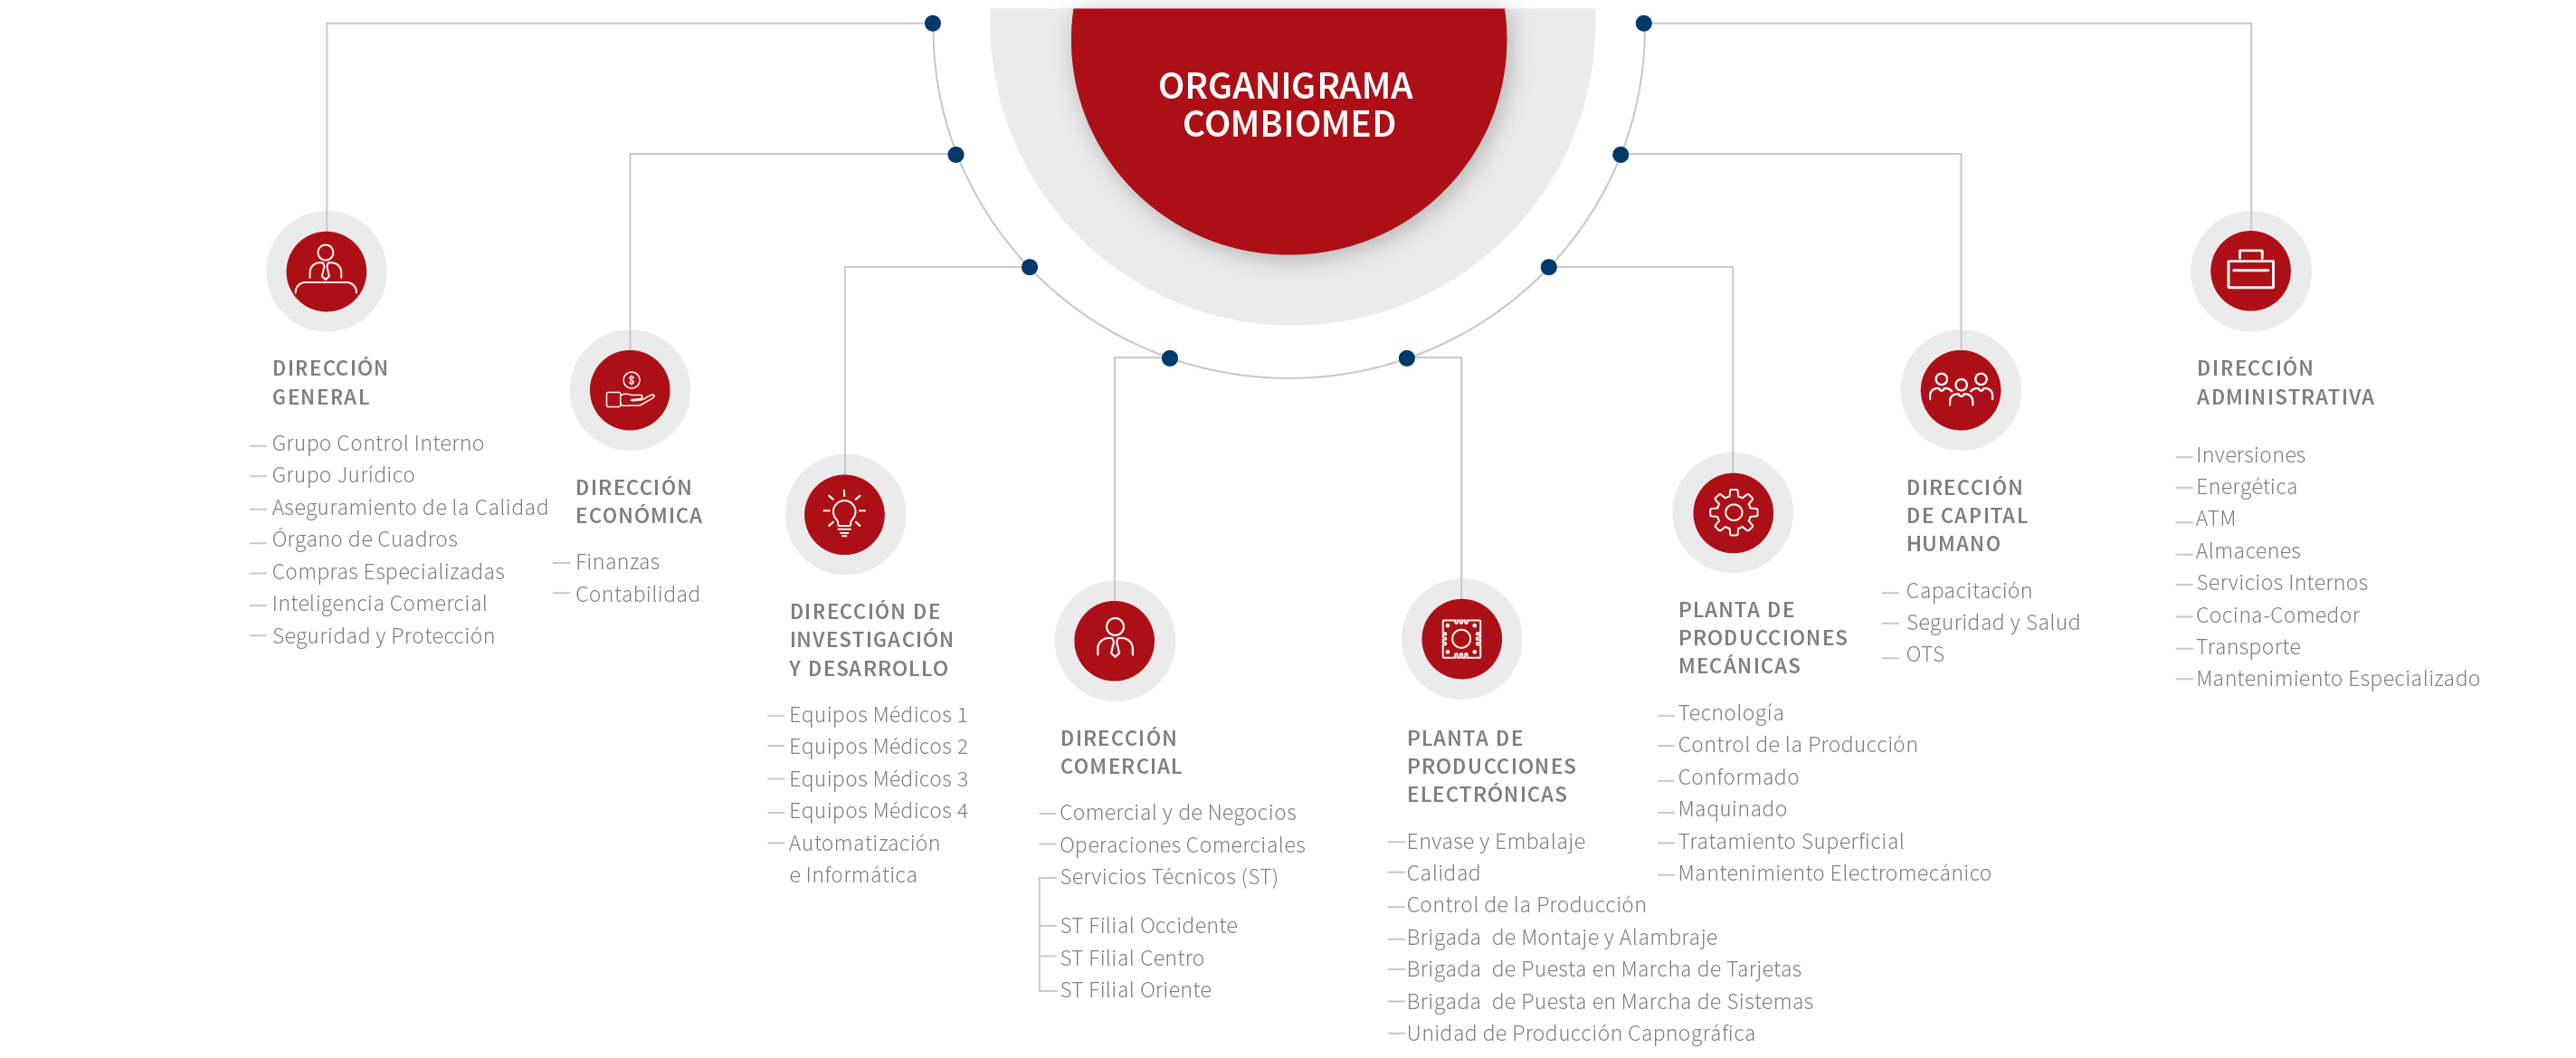 ORGANIGRAMA
COMBIOMED
DIRECCIÓN
GENERAL
Grupo Control Interno
Grupo Jurídico
Aseguramiento de la Calidad
Órgano de Cuadros
Compras Especializadas
Inteligencia Comercial
Seguridad y Protección
$
DIRECCIÓN
ECONÓMICA
Finanzas
Contabilidad
DIRECCIÓN DE
INVESTIGACIÓN
Y DESARROLLO
Equipos Médicos 1
Equipos Médicos 2
Equipos Médicos 3
Equipos Médicos 4
Automatización
e Informática
DIRECCIÓN
COMERCIAL
Comercial y de Negocios
Operaciones Comerciales
Servicios Técnicos (ST)
ST Filial Occidente
ST Filial Centro
ST Filial Oriente
PLANTA DE
PRODUCCIONES
ELECTRÓNICAS
Envase y Embalaje
Calidad
Control de la Producción
Brigada de Montaje y Alambraje
Brigada de Puesta en Marcha de Tarjetas
Brigada de Puesta en Marcha de Sistemas
Unidad de Producción Capnográfica
PLANTA DE
PRODUCCIONES
MECÁNICAS
Tecnología
Control de la Producción
Conformado
Maquinado
Tratamiento Superficial
Mantenimiento Electromecánico
DIRECCIÓN
DE CAPITAL
HUMANO
Capacitación
Seguridad y Salud
OTS
DIRECCIÓN
ADMINISTRATIVA
Inversiones
Energética
ATM
Almacenes
Servicios Internos
Cocina-Comedor
Transporte
Mantenimiento Especializado